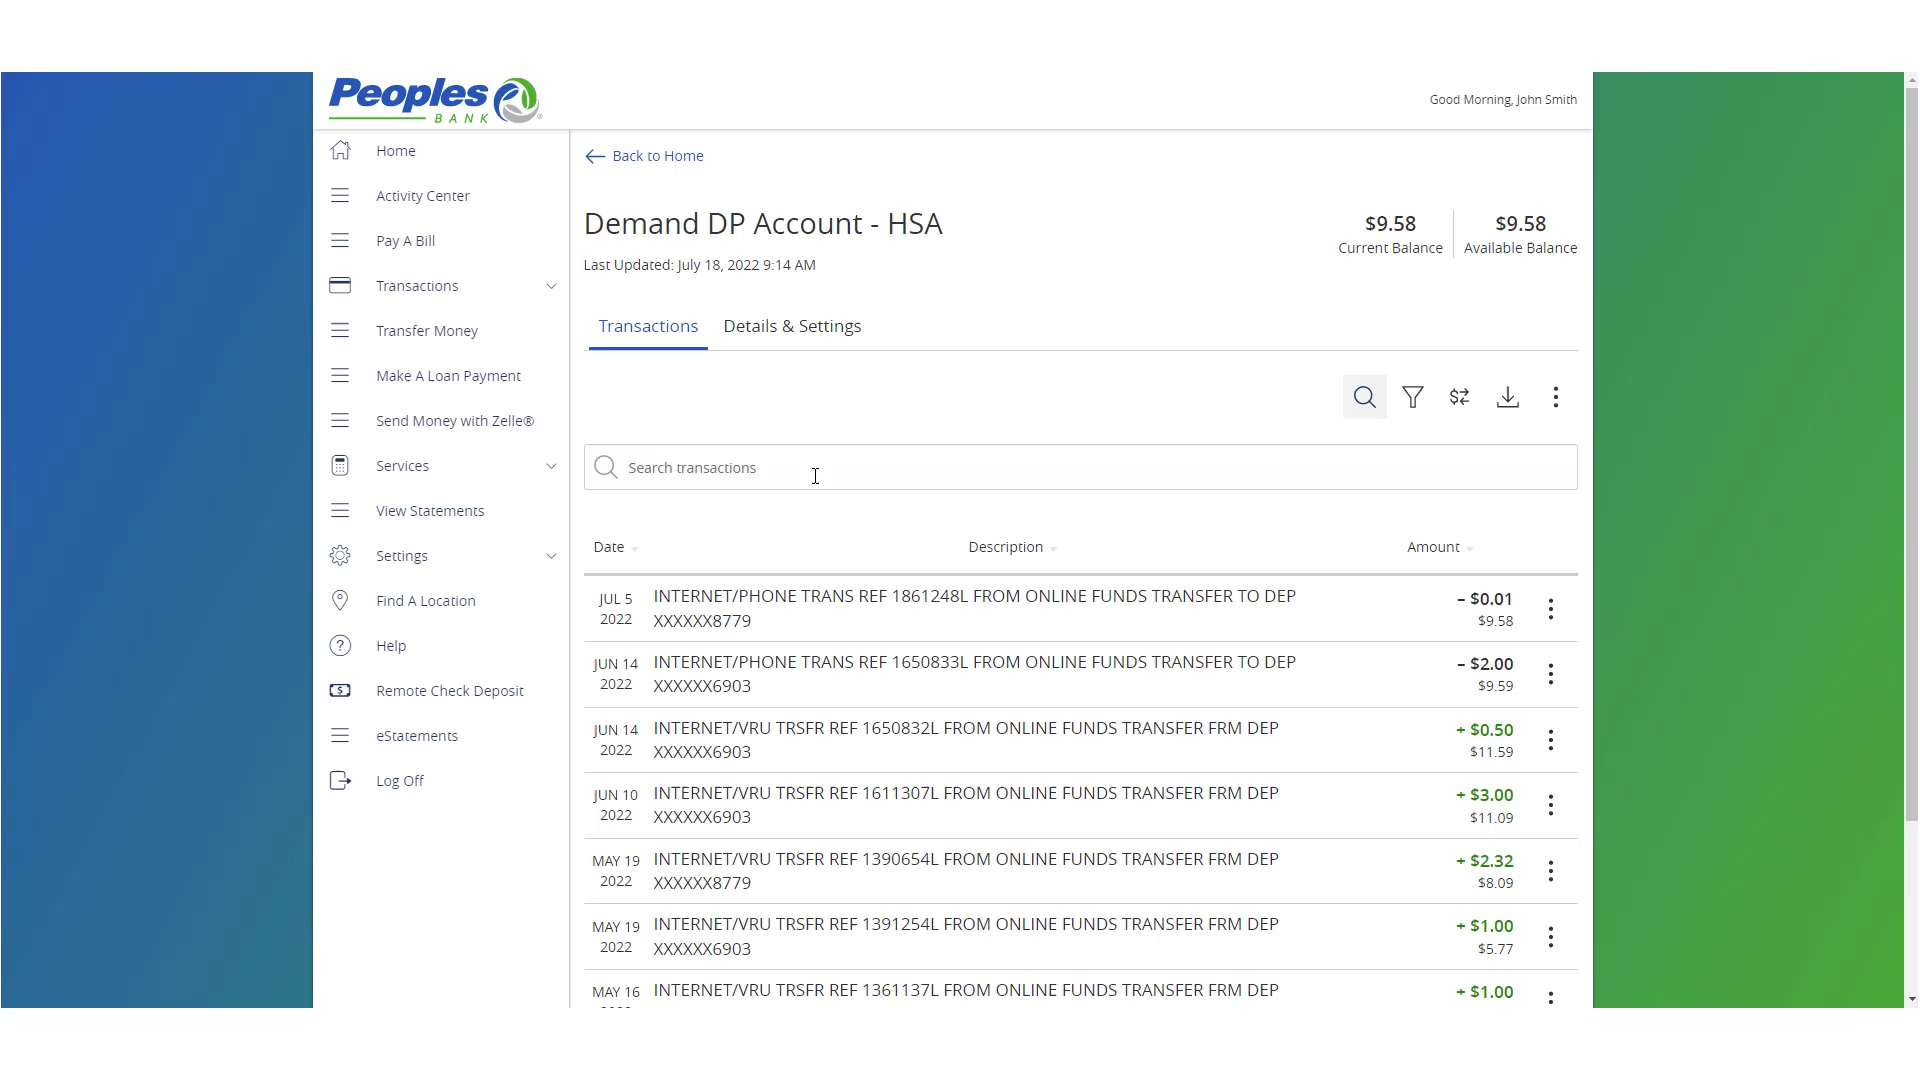 Peoples
BANK
Good Morning, John Smith
Home
Activity Center
Pay A Bill
Transactions
Transfer Money
Make A Loan Payment
Send Money with Zelle®
Services
View Statements
Settings
Find A Location
Help
Remote Check Deposit
eStatements
Log Off
Back to Home
Demand DP Account - HSA
$9.58
Current Balance
$9.58
Available Balance
Last Updated: July 18, 2022 9:14 AM
Transactions
Details & Settings
Search transactions
Date
Description
Amount
JUL 5
2022
INTERNET/PHONE TRANS REF 1861248L FROM ONLINE FUNDS TRANSFER TO DEP
XXXXXX8779
– $0.01
$9.58
JUN 14
2022
INTERNET/PHONE TRANS REF 1650833L FROM ONLINE FUNDS TRANSFER TO DEP
XXXXXX6903
– $2.00
$9.59
JUN 14
2022
INTERNET/VRU TRSFR REF 1650832L FROM ONLINE FUNDS TRANSFER FRM DEP
XXXXXX6903
+ $0.50
$11.59
JUN 10
2022
INTERNET/VRU TRSFR REF 1611307L FROM ONLINE FUNDS TRANSFER FRM DEP
XXXXXX6903
+ $3.00
$11.09
MAY 19
2022
INTERNET/VRU TRSFR REF 1390654L FROM ONLINE FUNDS TRANSFER FRM DEP
XXXXXX8779
+ $2.32
$8.09
MAY 19
2022
INTERNET/VRU TRSFR REF 1391254L FROM ONLINE FUNDS TRANSFER FRM DEP
XXXXXX6903
+ $1.00
$5.77
MAY 16
INTERNET/VRU TRSFR REF 1361137L FROM ONLINE FUNDS TRANSFER FRM DEP
+ $1.00